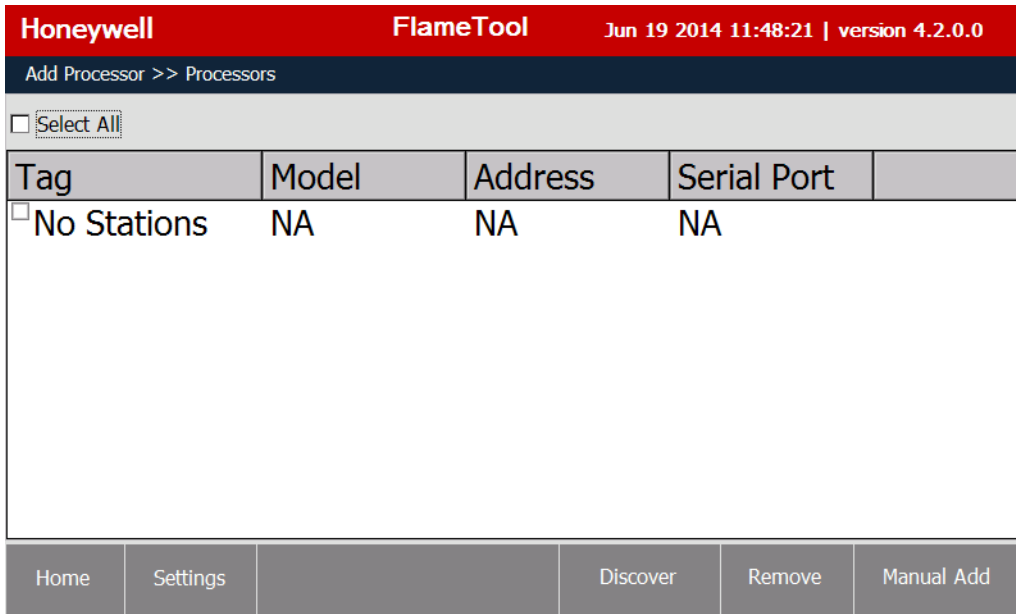 Honeywell FlameTool Jun 19 2014 11:48:21 | version 4.2.0.0
Add Processor >> Processors
Select All
Tag Model Address Serial Port
No Stations NA NA NA
Home Settings Discover Remove Manual Add